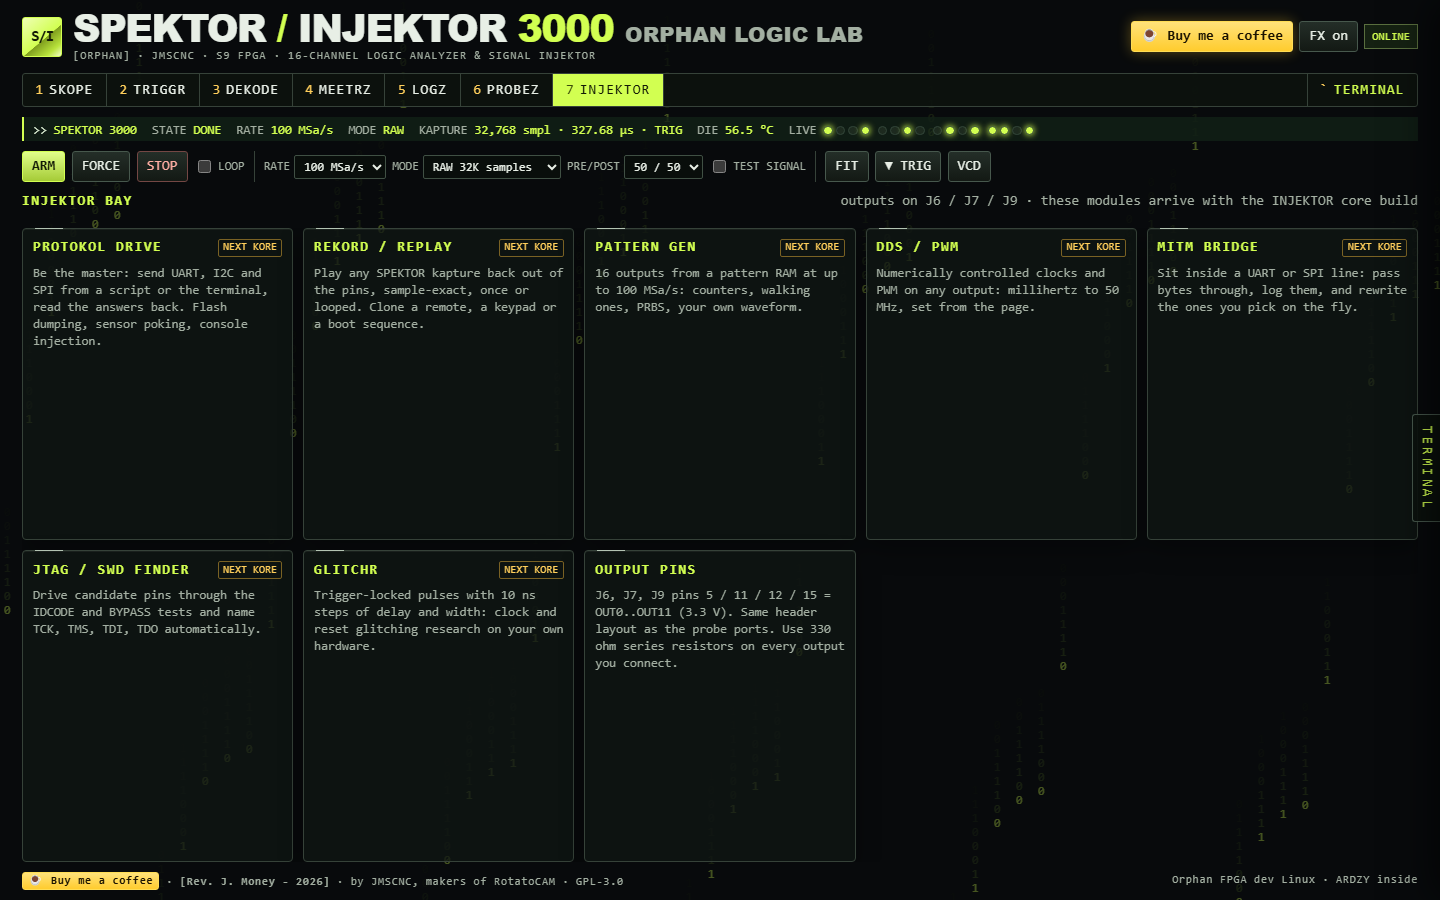 S/I
SPEKTOR / INJEKTOR 3000 ORPHAN LOGIC LAB
[ORPHAN] · JMSCNC · S9 FPGA · 16-CHANNEL LOGIC ANALYZER & SIGNAL INJEKTOR
Buy me a coffee
FX on
ONLINE
1 SKOPE
2 TRIGGR
3 DEKODE
4 MEETRZ
5 LOGZ
6 PROBEZ
7 INJEKTOR
` TERMINAL
>> SPEKTOR 3000 STATE DONE RATE 100 MSa/s MODE RAW KAPTURE 32,768 smpl · 327.68 µs · TRIG DIE 56.5 °C LIVE
ARM
FORCE
STOP
LOOP
RATE 100 MSa/s
MODE RAW 32K samples
PRE/POST 50 / 50
TEST SIGNAL
FIT
▼ TRIG
VCD
INJEKTOR BAY
outputs on J6 / J7 / J9 · these modules arrive with the INJEKTOR core build
PROTOKOL DRIVE
NEXT KORE
Be the master: send UART, I2C and
SPI from a script or the terminal,
read the answers back. Flash
dumping, sensor poking, console
injection.
REKORD / REPLAY
NEXT KORE
Play any SPEKTOR kapture back out of
the pins, sample-exact, once or
looped. Clone a remote, a keypad or
a boot sequence.
PATTERN GEN
NEXT KORE
16 outputs from a pattern RAM at up
to 100 MSa/s: counters, walking
ones, PRBS, your own waveform.
DDS / PWM
NEXT KORE
Numerically controlled clocks and
PWM on any output: millihertz to 50
MHz, set from the page.
MITM BRIDGE
NEXT KORE
Sit inside a UART or SPI line: pass
bytes through, log them, and rewrite
the ones you pick on the fly.
TERMINAL
JTAG / SWD FINDER
NEXT KORE
Drive candidate pins through the
IDCODE and BYPASS tests and name
TCK, TMS, TDI, TDO automatically.
GLITCHR
NEXT KORE
Trigger-locked pulses with 10 ns
steps of delay and width: clock and
reset glitching research on your own
hardware.
OUTPUT PINS
J6, J7, J9 pins 5 / 11 / 12 / 15 =
OUT0..OUT11 (3.3 V). Same header
layout as the probe ports. Use 330
ohm series resistors on every output
you connect.
Buy me a coffee · [Rev. J. Money - 2026] · by JMSCNC, makers of RotatoCAM · GPL-3.0
Orphan FPGA dev Linux · ARDZY inside